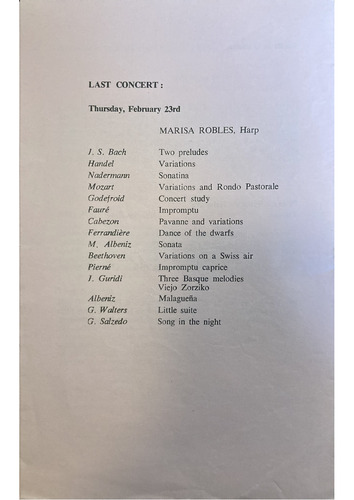 LAST CONCERT:
Thursday, February 23rd
MARISA ROBLES, Harp
J. S. Bach Two preludes
Handel Variations
Nadermann Sonatina
Mozart Variations and Rondo Pastorale
Godefroid Concert study
Fauré Impromptu
Cabezon Pavanne and variations
Ferrandière Dance of the dwarfs
M. Albeniz Sonata
Beethoven Variations on a Swiss air
Pierné Impromptu caprice
J. Guridi Three Basque melodies
Viejo Zorziko
Albeniz Malagueña
G. Walters Little suite
G. Salzedo Song in the night